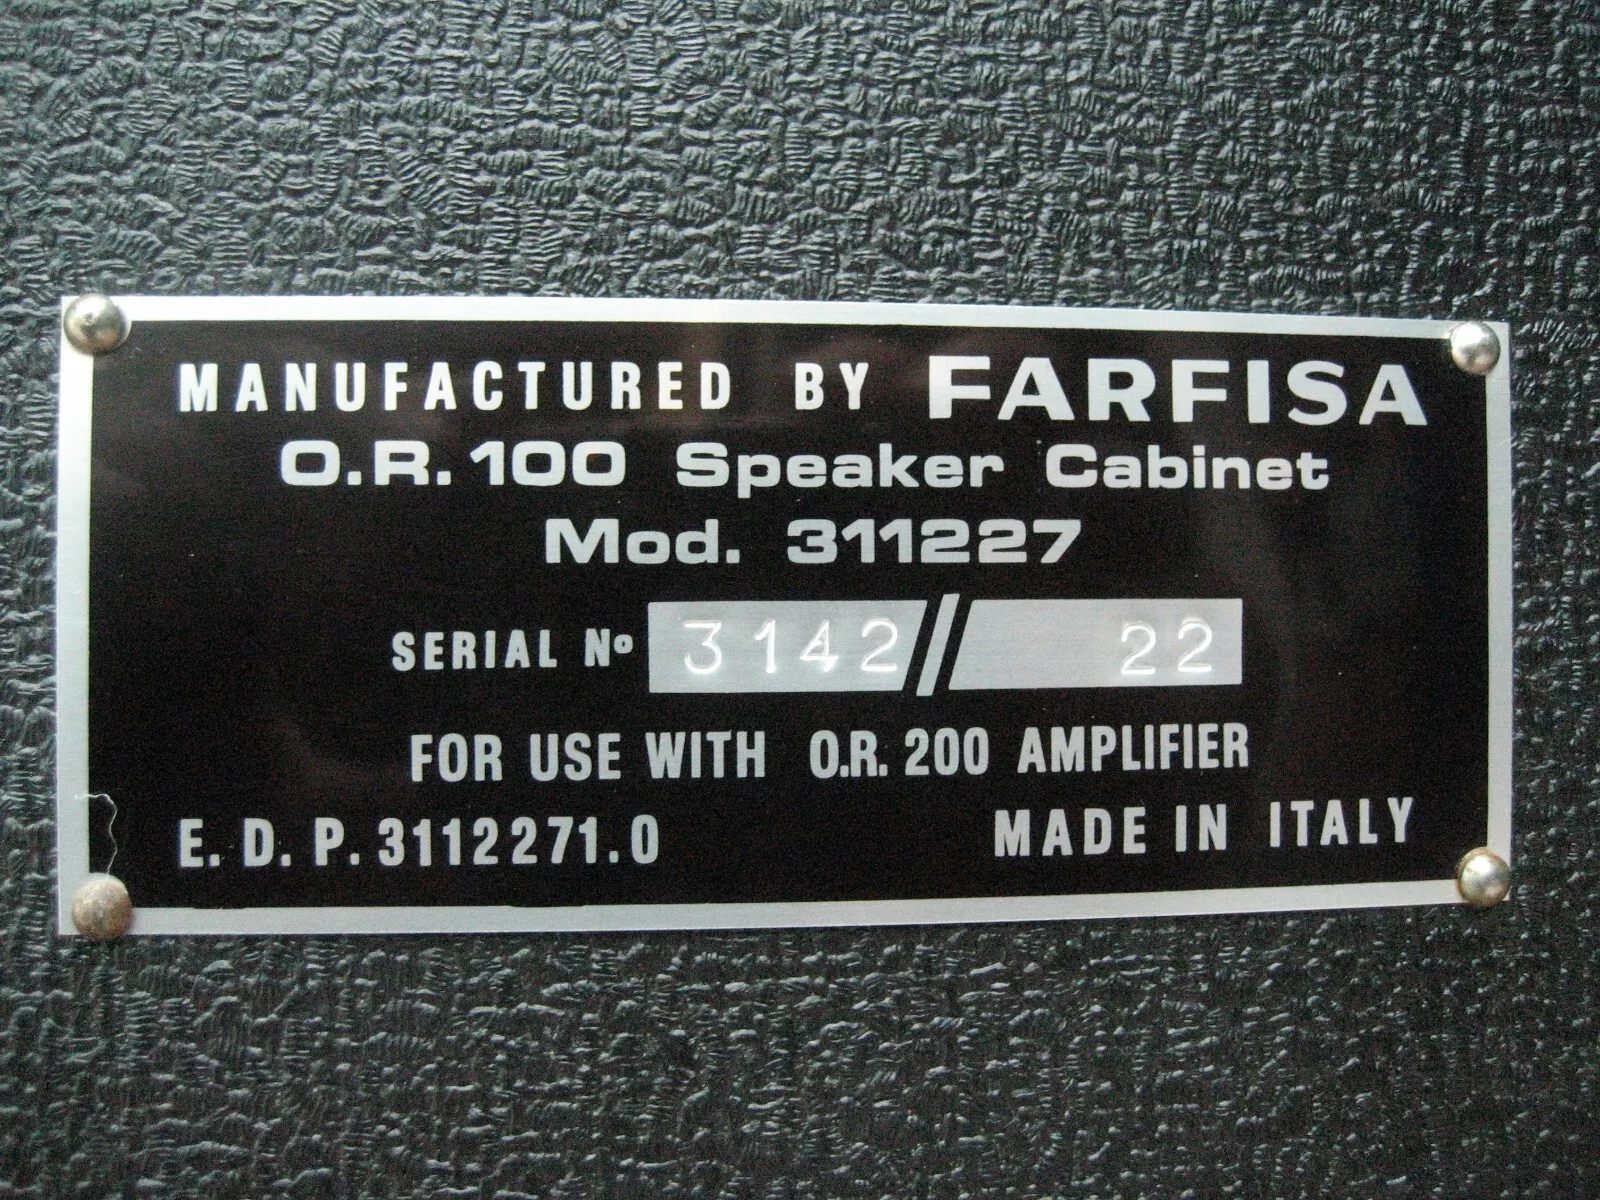 MANUFACTURED BY FARFISA
O.R. 100 Speaker Cabinet
Mod. 311227
SERIAL Nº 3142 // 22
FOR USE WITH O.R. 200 AMPLIFIER
E. D. P. 3112271.0 MADE IN ITALY